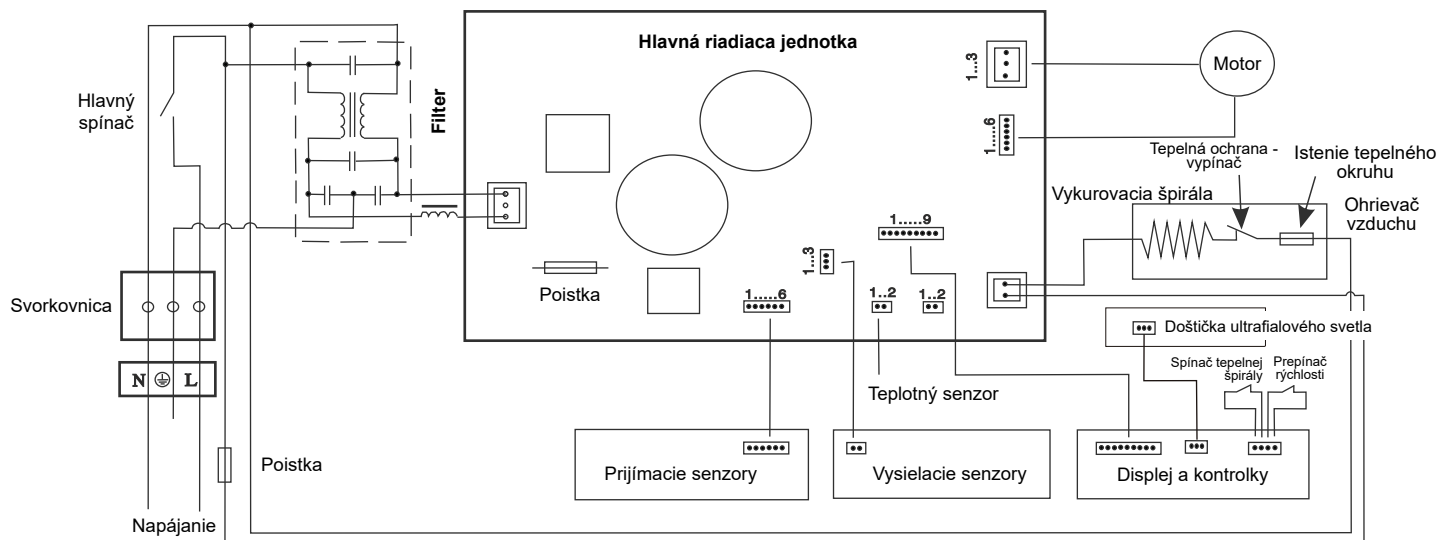 Hlavná riadiaca jednotka
1...3
Motor
Hlavný
spínač
Filter
1.....6
Tepelná ochrana -
vypínač
Istenie tepelného
okruhu
Vykurovacia špirála
Ohrievač
vzduchu
1.....9
1...3
Svorkovnica
Poistka
1.....6
1..2
1..2
Doštička ultrafialového svetla
N L
Spínač tepelnej
špirály
Prepínač
rýchlosti
Teplotný senzor
Poistka
Prijímacie senzory
Vysielacie senzory
Displej a kontrolky
Napájanie